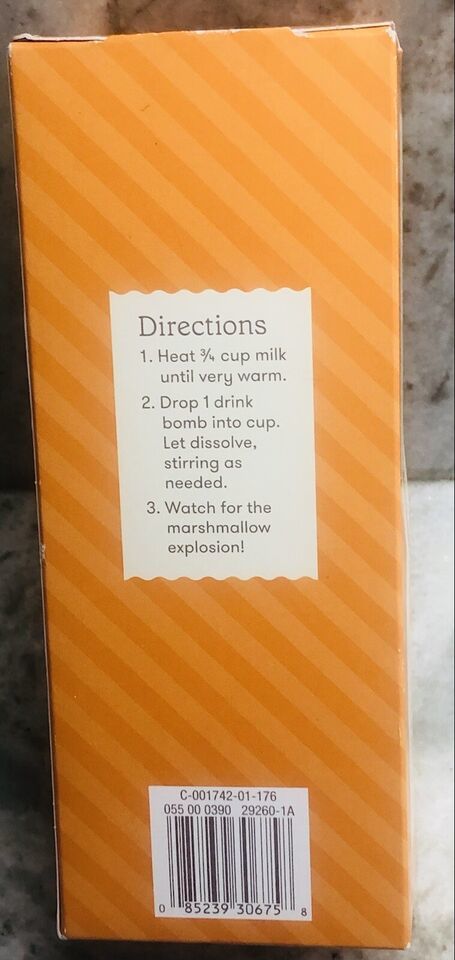 Directions
1. Heat ¾ cup milk
until very warm.
2. Drop 1 drink
bomb into cup.
Let dissolve,
stirring as
needed.
3. Watch for the
marshmallow
explosion!
C-001742-01-176
055 00 0390 29260-1A
0 85239 30675 8